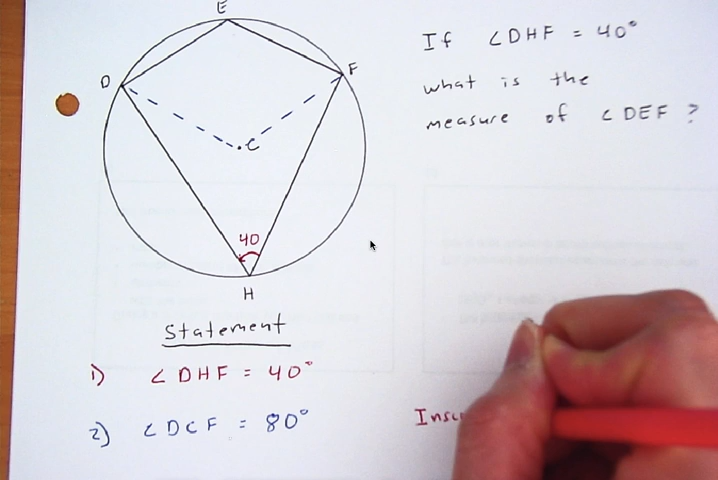 E
D
F
C
40
H
If ∠DHF = 40°
what is the
measure of ∠DEF ?
Statement
1) ∠DHF = 40°
2) ∠DCF = 80°